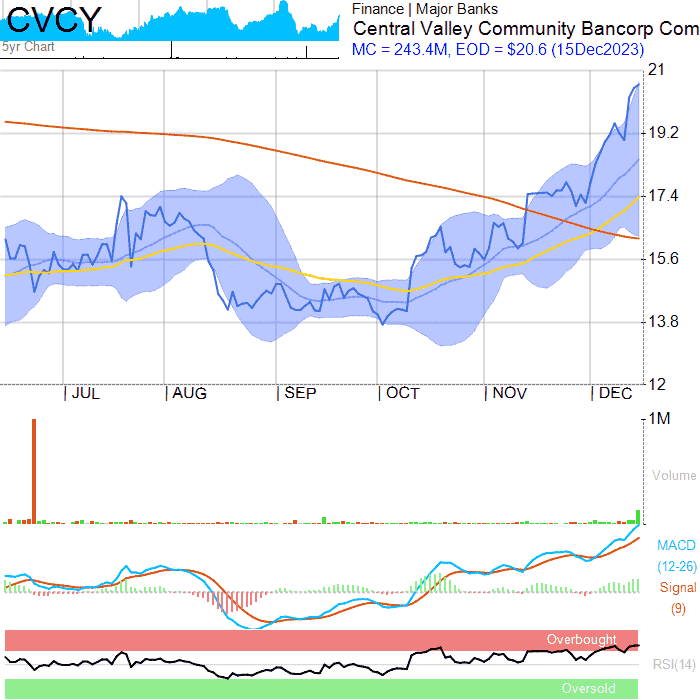 CVCY
5yr Chart
Finance | Major Banks
Central Valley Community Bancorp Com
MC = 243.4M, EOD = $20.6 (15Dec2023)
21
19.2
17.4
15.6
13.8
12
JUL
AUG
SEP
OCT
NOV
DEC
1M
Volume
MACD
(12-26)
Signal
(9)
Overbought
RSI(14)
Oversold